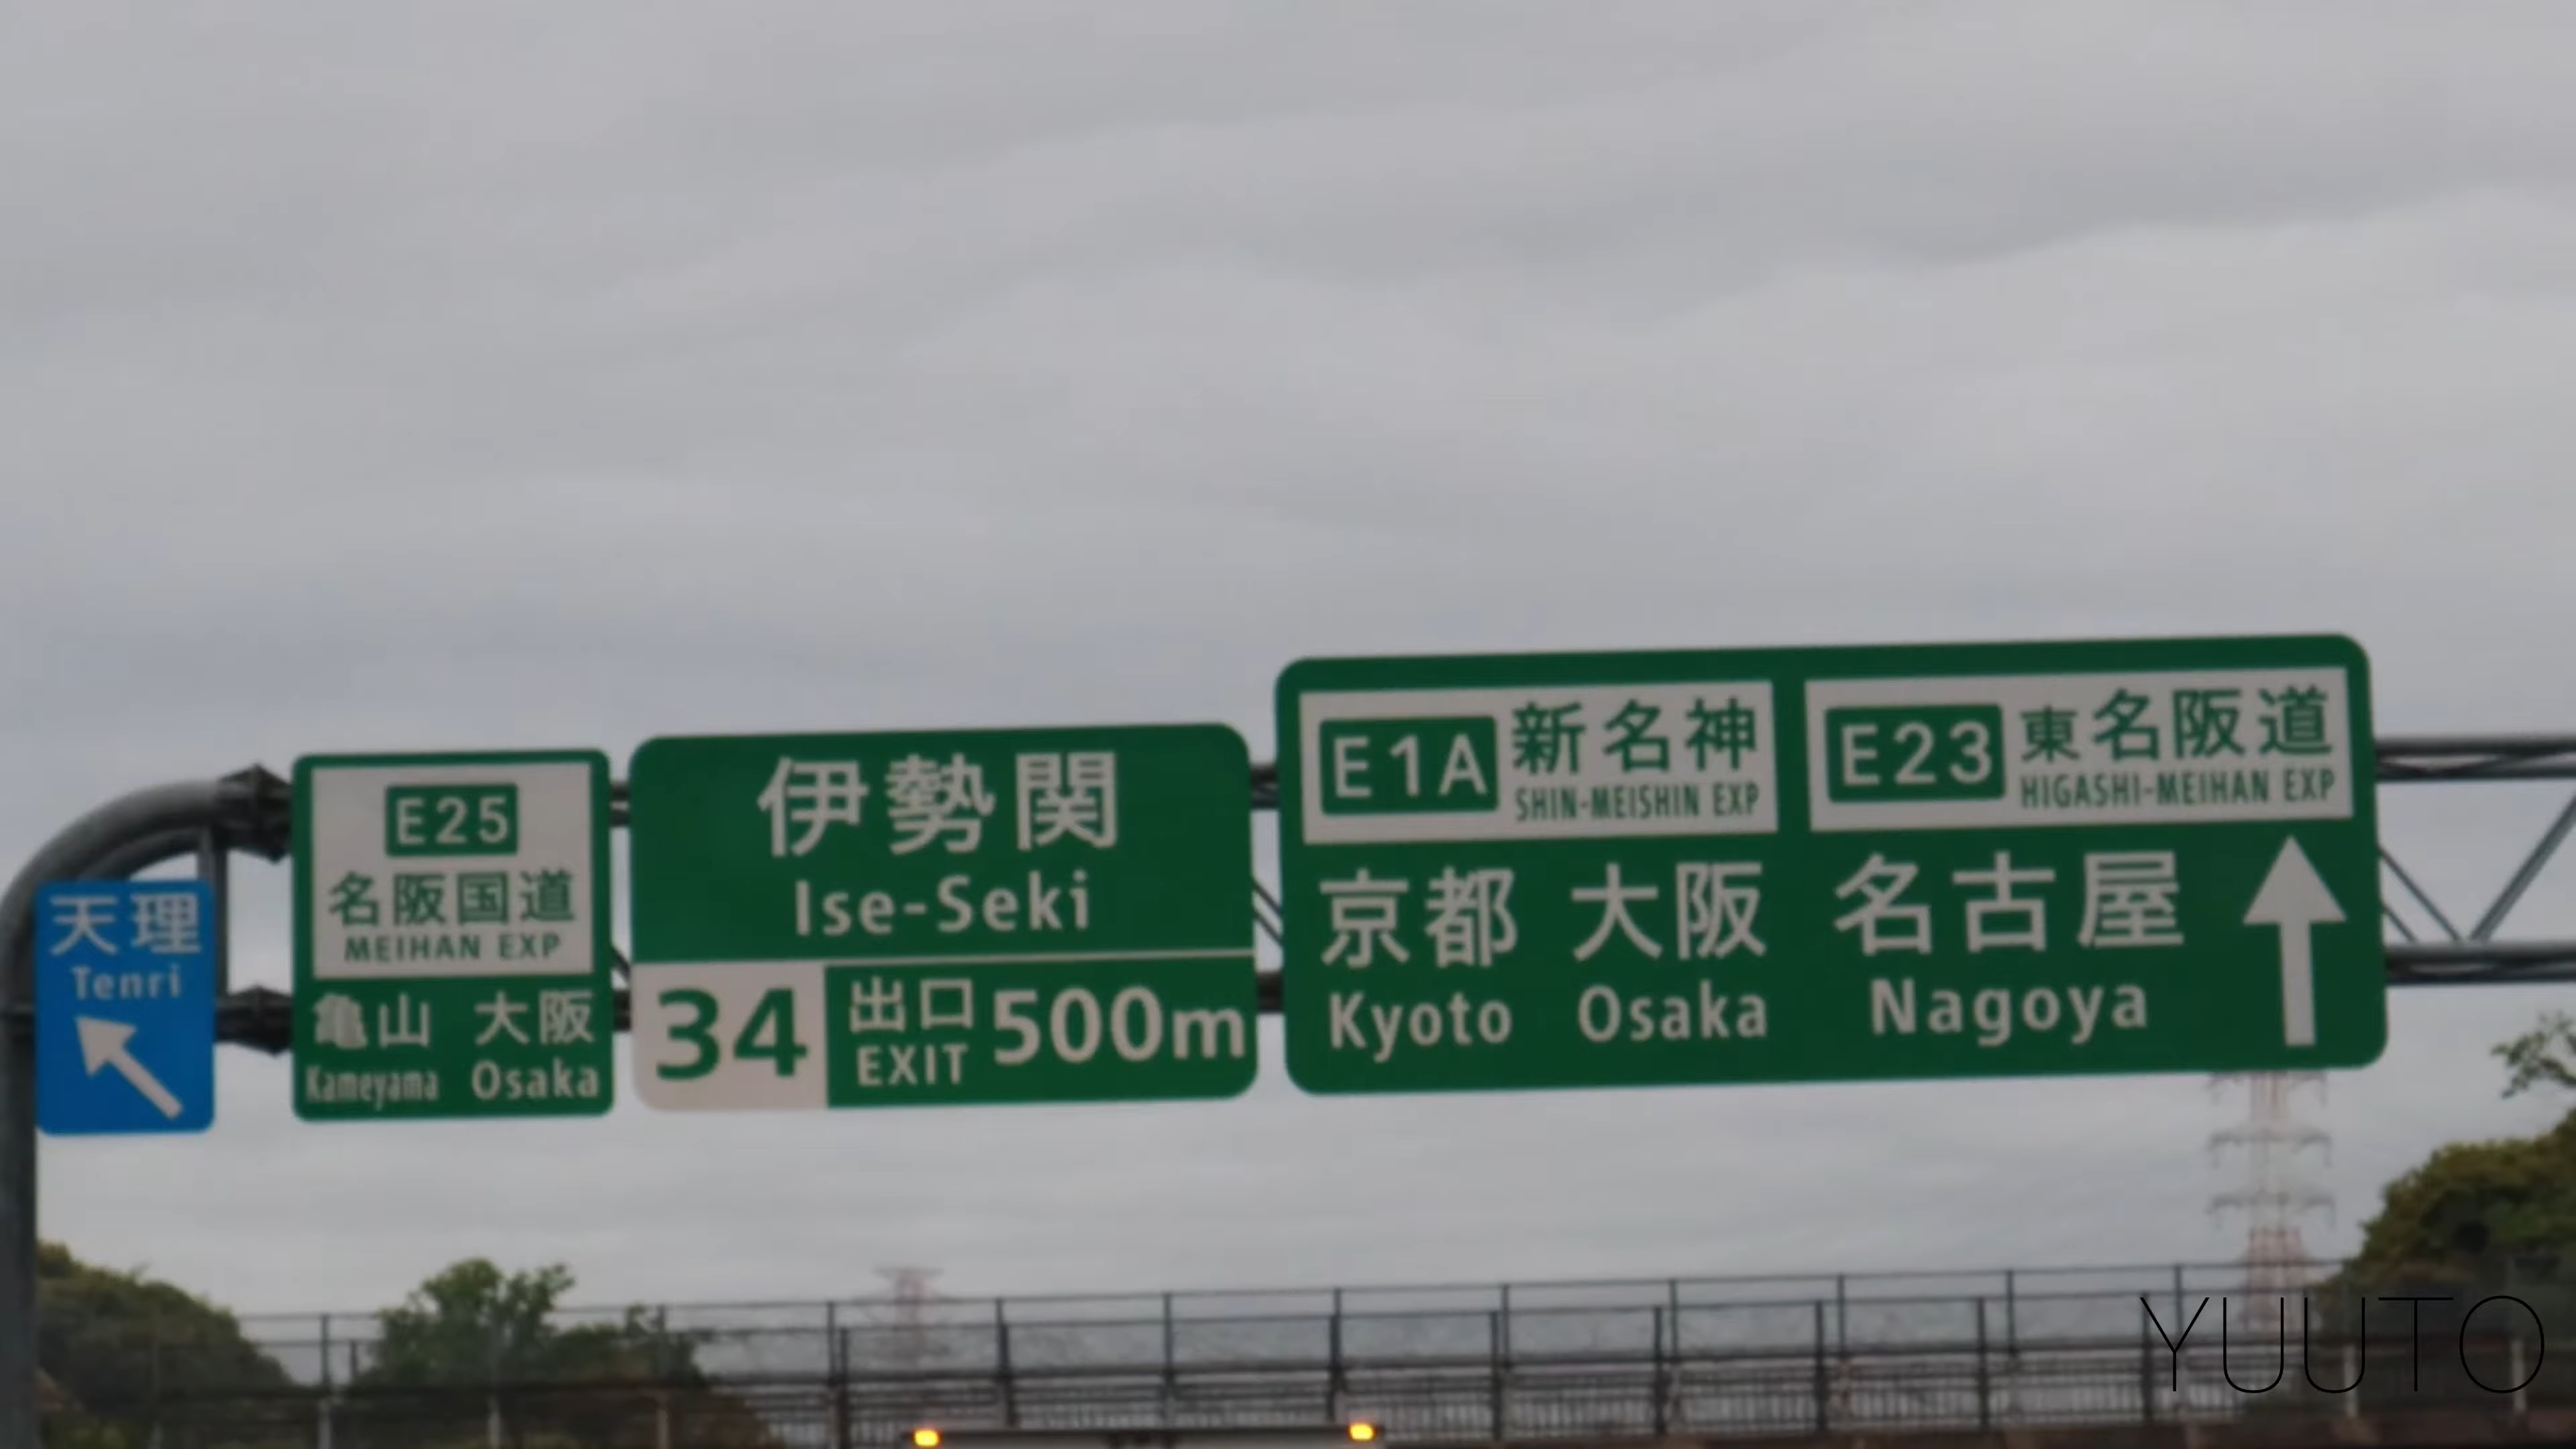 天理
Tenri
E25
名阪国道
MEIHAN EXP
亀山 大阪
Kameyama Osaka
伊勢関
Ise-Seki
34 出口 EXIT 500m
E1A 新名神
SHIN-MEISHIN EXP
E23 東名阪道
HIGASHI-MEIHAN EXP
京都 大阪 名古屋
Kyoto Osaka Nagoya
YUUTO